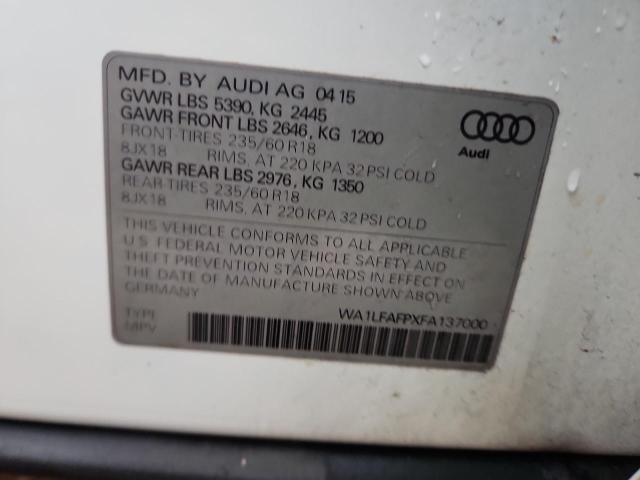 MFD. BY AUDI AG 04 15
GVWR LBS 5390, KG 2445
GAWR FRONT LBS 2646, KG 1200
FRONT-TIRES 235/60 R18
8JX18 RIMS, AT 220 KPA 32 PSI COLD
GAWR REAR LBS 2976, KG 1350
REAR-TIRES 235/60 R18
8JX18 RIMS, AT 220 KPA 32 PSI COLD
THIS VEHICLE CONFORMS TO ALL APPLICABLE
U.S. FEDERAL MOTOR VEHICLE SAFETY AND
THEFT PREVENTION STANDARDS IN EFFECT ON
THE DATE OF MANUFACTURE SHOWN ABOVE
GERMANY
TYPE WA1LFAFPXFA137000
MPV
Audi